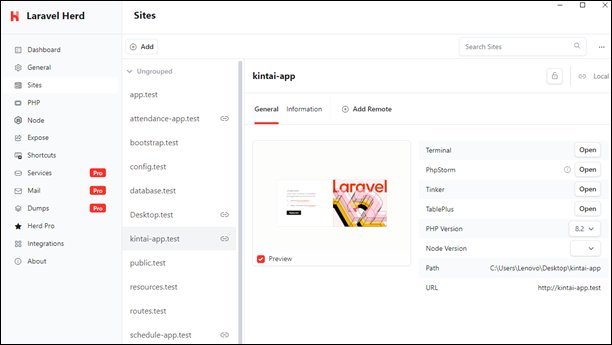 Laravel Herd
Dashboard
General
Sites
PHP
Node
Expose
Shortcuts
Services Pro
Mail Pro
Dumps Pro
Herd Pro
Integrations
About
Sites
Add
Search Sites
Ungrouped
app.test
attendance-app.test
bootstrap.test
config.test
database.test
Desktop.test
kintai-app.test
public.test
resources.test
routes.test
schedule-app.test
kintai-app
Local
General Information Add Remote
Laravel
Preview
Terminal Open
PhpStorm Open
Tinker Open
TablePlus Open
PHP Version 8.2
Node Version
Path C:\Users\Lenovo\Desktop\kintai-app
URL http://kintai-app.test